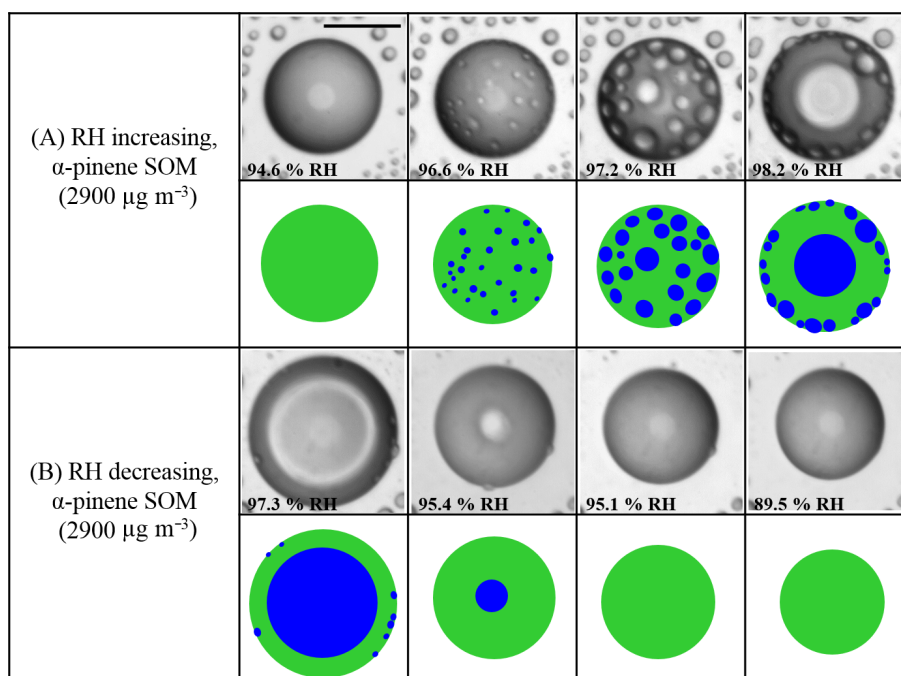 (A) RH increasing,
α-pinene SOM
(2900 µg m⁻³)
94.6 % RH
96.6 % RH
97.2 % RH
98.2 % RH
(B) RH decreasing,
α-pinene SOM
(2900 µg m⁻³)
97.3 % RH
95.4 % RH
95.1 % RH
89.5 % RH